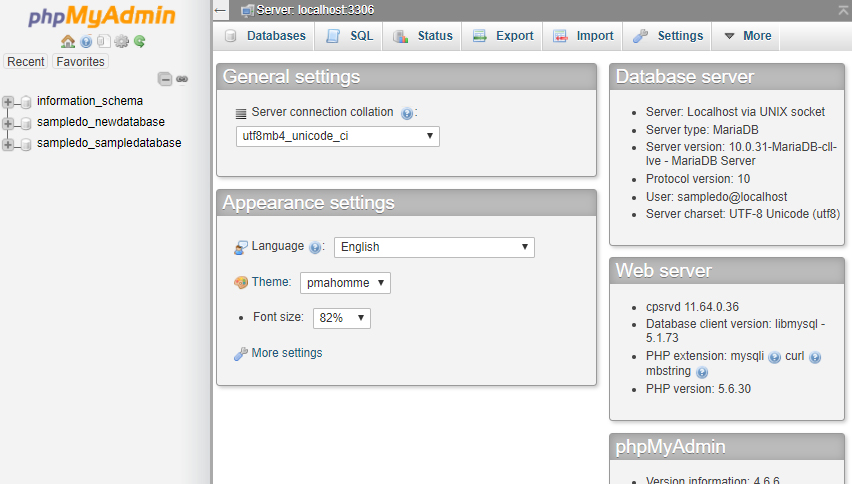 phpMyAdmin
Recent Favorites
information_schema
sampledo_newdatabase
sampledo_sampledatabase
Server: localhost:3306
Databases SQL Status Export Import Settings More
General settings
Server connection collation :
utf8mb4_unicode_ci
Appearance settings
Language :
English
Theme:
pmahomme
Font size:
82%
More settings
Database server
Server: Localhost via UNIX socket
Server type: MariaDB
Server version: 10.0.31-MariaDB-cll-
lve - MariaDB Server
Protocol version: 10
User: sampledo@localhost
Server charset: UTF-8 Unicode (utf8)
Web server
cpsrvd 11.64.0.36
Database client version: libmysql -
5.1.73
PHP extension: mysqli curl
mbstring
PHP version: 5.6.30
phpMyAdmin
Version information: 4.6.6